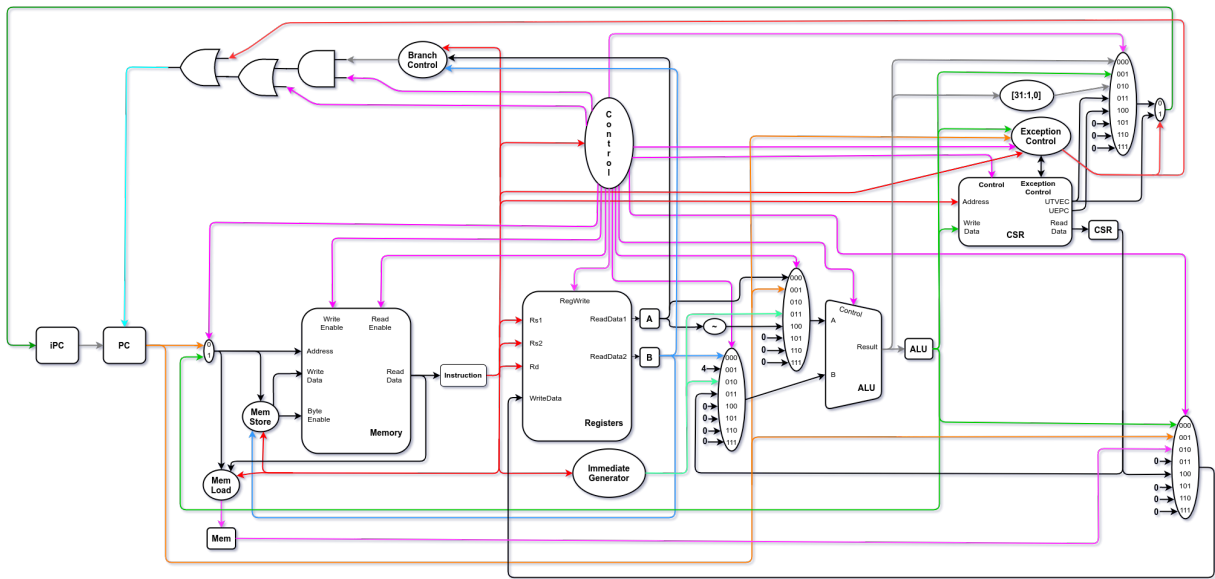 Branch
Control
C
o
n
t
r
o
l
000
001
010
011
100
0 101
0 110
0 111
[31:1,0]
0
1
Exception
Control
Control
Exception
Control
Address
UTVEC
UEPC
Write
Data
Read
Data
CSR
CSR
iPC
PC
0
1
Write
Enable
Read
Enable
Address
Write
Data
Read
Data
Byte
Enable
Memory
Mem
Store
Mem
Load
Mem
Instruction
RegWrite
Rs1
Rs2
Rd
WriteData
ReadData1
ReadData2
Registers
A
B
~
Immediate
Generator
000
001
010
011
100
0 101
0 110
0 111
000
4 001
010
011
0 100
0 101
0 110
0 111
Control
A
B
Result
ALU
ALU
000
001
010
0 011
100
0 101
0 110
0 111